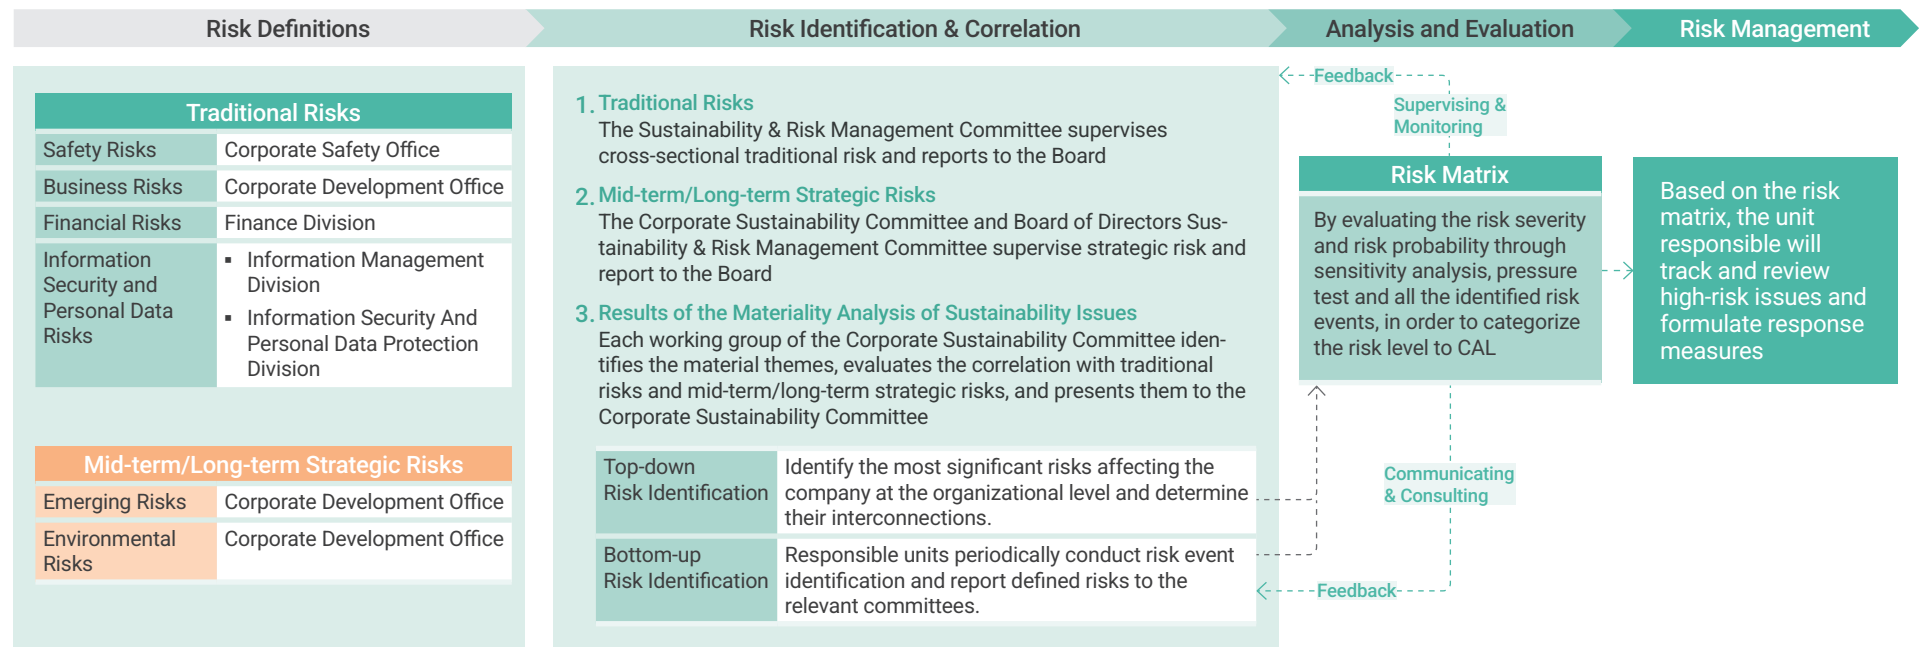 Risk Definitions
Risk Identification & Correlation
Analysis and Evaluation
Risk Management
Traditional Risks
Safety Risks
Corporate Safety Office
Business Risks
Corporate Development Office
Financial Risks
Finance Division
Information
Security and
Personal Data
Risks
▪ Information Management
Division
▪ Information Security And
Personal Data Protection
Division
Mid-term/Long-term Strategic Risks
Emerging Risks
Corporate Development Office
Environmental
Risks
Corporate Development Office
1. Traditional Risks
The Sustainability & Risk Management Committee supervises
cross-sectional traditional risk and reports to the Board
2. Mid-term/Long-term Strategic Risks
The Corporate Sustainability Committee and Board of Directors Sus-
tainability & Risk Management Committee supervise strategic risk and
report to the Board
3. Results of the Materiality Analysis of Sustainability Issues
Each working group of the Corporate Sustainability Committee iden-
tifies the material themes, evaluates the correlation with traditional
risks and mid-term/long-term strategic risks, and presents them to the
Corporate Sustainability Committee
Top-down
Risk Identification
Identify the most significant risks affecting the
company at the organizational level and determine
their interconnections.
Bottom-up
Risk Identification
Responsible units periodically conduct risk event
identification and report defined risks to the
relevant committees.
Feedback
Supervising &
Monitoring
Risk Matrix
By evaluating the risk severity
and risk probability through
sensitivity analysis, pressure
test and all the identified risk
events, in order to categorize
the risk level to CAL
Communicating
& Consulting
Feedback
Based on the risk
matrix, the unit
responsible will
track and review
high-risk issues and
formulate response
measures